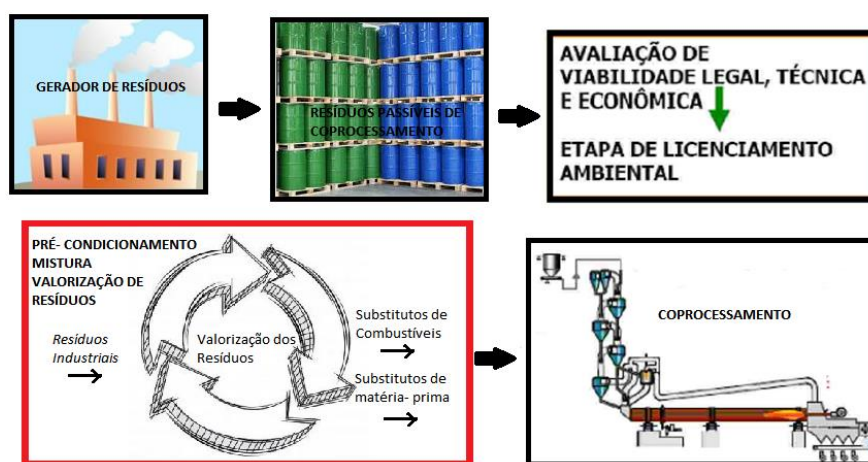 GERADOR DE RESÍDUOS
RESÍDUOS PASSÍVEIS DE
COPROCESSAMENTO
AVALIAÇÃO DE
VIABILIDADE LEGAL, TÉCNICA
E ECONÔMICA
ETAPA DE LICENCIAMENTO
AMBIENTAL
PRÉ- CONDICIONAMENTO
MISTURA
VALORIZAÇÃO DE
RESÍDUOS
Resíduos
Industriais
Valorização dos
Resíduos
Substitutos de
Combustíveis
Substitutos de
matéria- prima
COPROCESSAMENTO